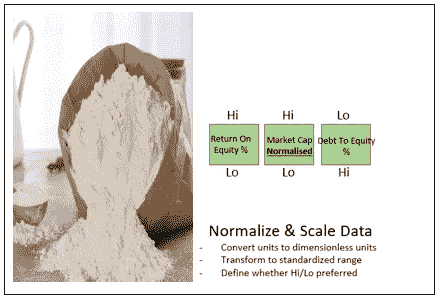 Hi Hi Lo
Return On Market Cap Debt To Equity
Equity % Normalised %
Lo Lo Hi
Normalize & Scale Data
- Convert units to dimensionless units
- Transform to standardized range
- Define whether Hi/Lo preferred